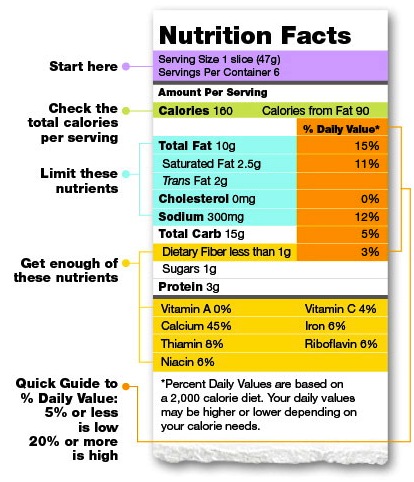 Nutrition Facts
Start here
Serving Size 1 slice (47g)
Servings Per Container 6
Amount Per Serving
Check the
total calories
per serving
Calories 160 Calories from Fat 90
% Daily Value*
Limit these
nutrients
Total Fat 10g 15%
Saturated Fat 2.5g 11%
Trans Fat 2g
Cholesterol 0mg 0%
Sodium 300mg 12%
Total Carb 15g 5%
Get enough of
these nutrients
Dietary Fiber less than 1g 3%
Sugars 1g
Protein 3g
Vitamin A 0% Vitamin C 4%
Calcium 45% Iron 6%
Thiamin 8% Riboflavin 6%
Niacin 6%
Quick Guide to
% Daily Value:
5% or less
is low
20% or more
is high
*Percent Daily Values are based on
a 2,000 calorie diet. Your daily values
may be higher or lower depending on
your calorie needs.